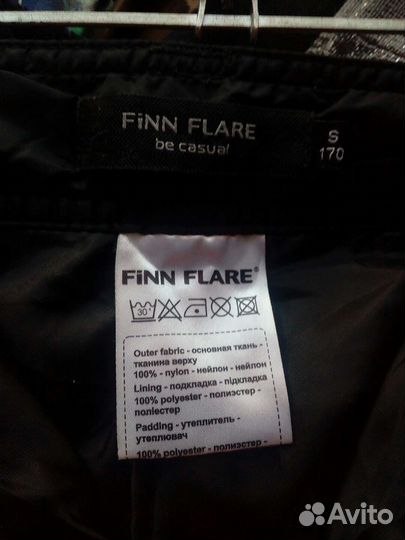 FiNN FLARE
be casual
S
170
FiNN FLARE®
30°
Outer fabric - основная ткань -
тканина верху
100% - nylon - нейлон - нейлон
Lining - подкладка - підкладка
100% polyester - полиэстер -
поліестер
Padding - утеплитель -
утеплювач
100% polyester - полиэстер -
Avito